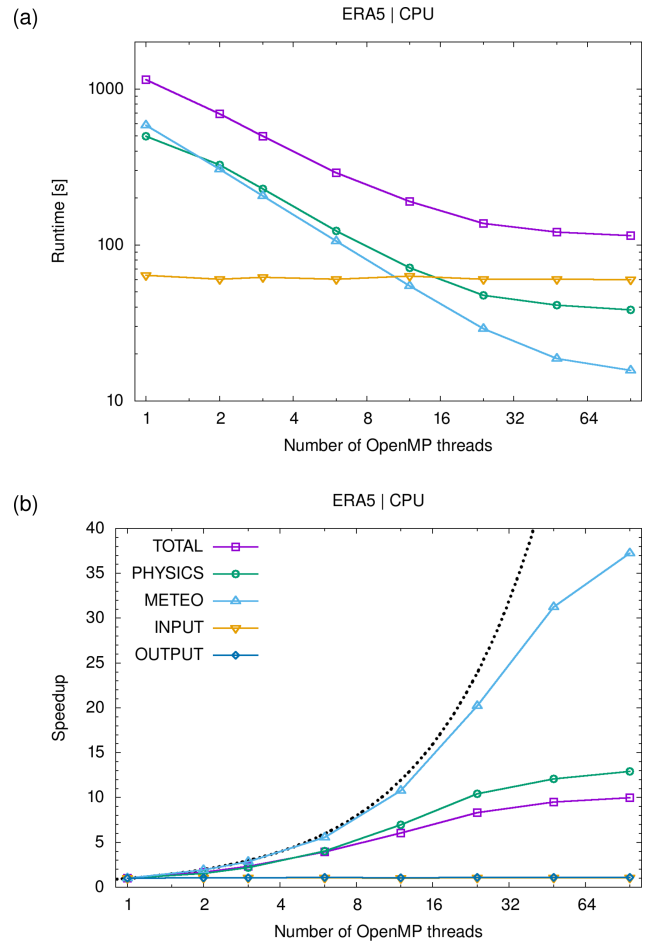 (a)
ERA5 | CPU
1000
100
10
Runtime [s]
1 2 4 8 16 32 64
Number of OpenMP threads
(b)
ERA5 | CPU
40
35
30
25
20
15
10
5
0
Speedup
TOTAL
PHYSICS
METEO
INPUT
OUTPUT
1 2 4 8 16 32 64
Number of OpenMP threads